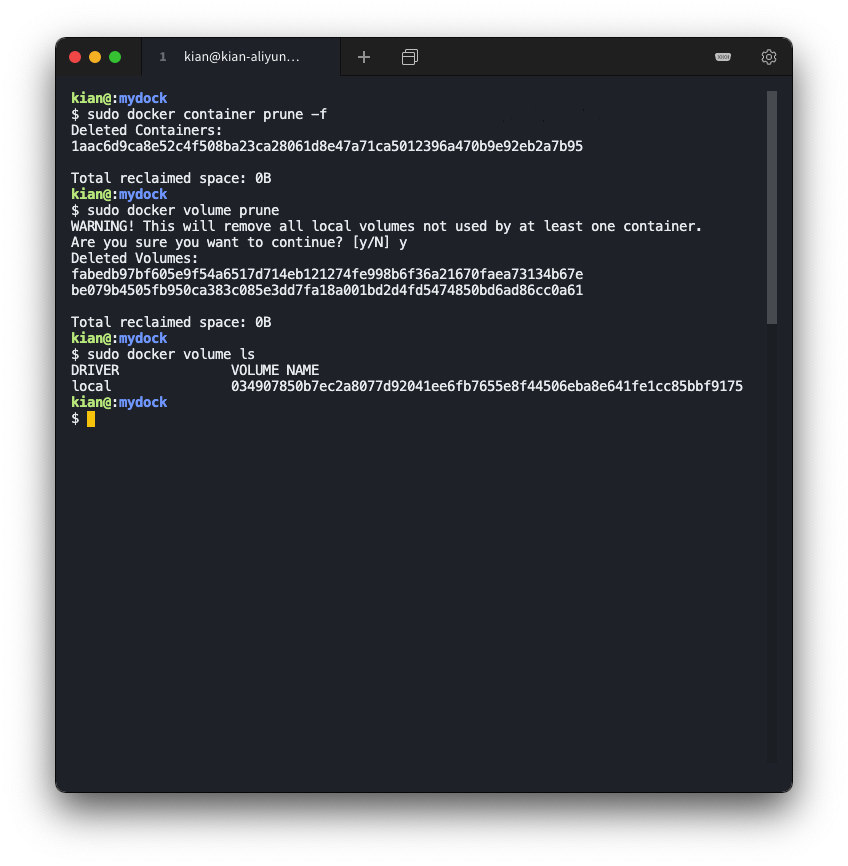 1 kian@kian-aliyun...
kian@:mydock
$ sudo docker container prune -f
Deleted Containers:
1aac6d9ca8e52c4f508ba23ca28061d8e47a71ca5012396a470b9e92eb2a7b95
Total reclaimed space: 0B
kian@:mydock
$ sudo docker volume prune
WARNING! This will remove all local volumes not used by at least one container.
Are you sure you want to continue? [y/N] y
Deleted Volumes:
fabedb97bf605e9f54a6517d714eb121274fe998b6f36a21670faea73134b67e
be079b4505fb950ca383c085e3dd7fa18a001bd2d4fd5474850bd6ad86cc0a61
Total reclaimed space: 0B
kian@:mydock
$ sudo docker volume ls
DRIVER VOLUME NAME
local 034907850b7ec2a8077d92041ee6fb7655e8f44506eba8e641fe1cc85bbf9175
kian@:mydock
$